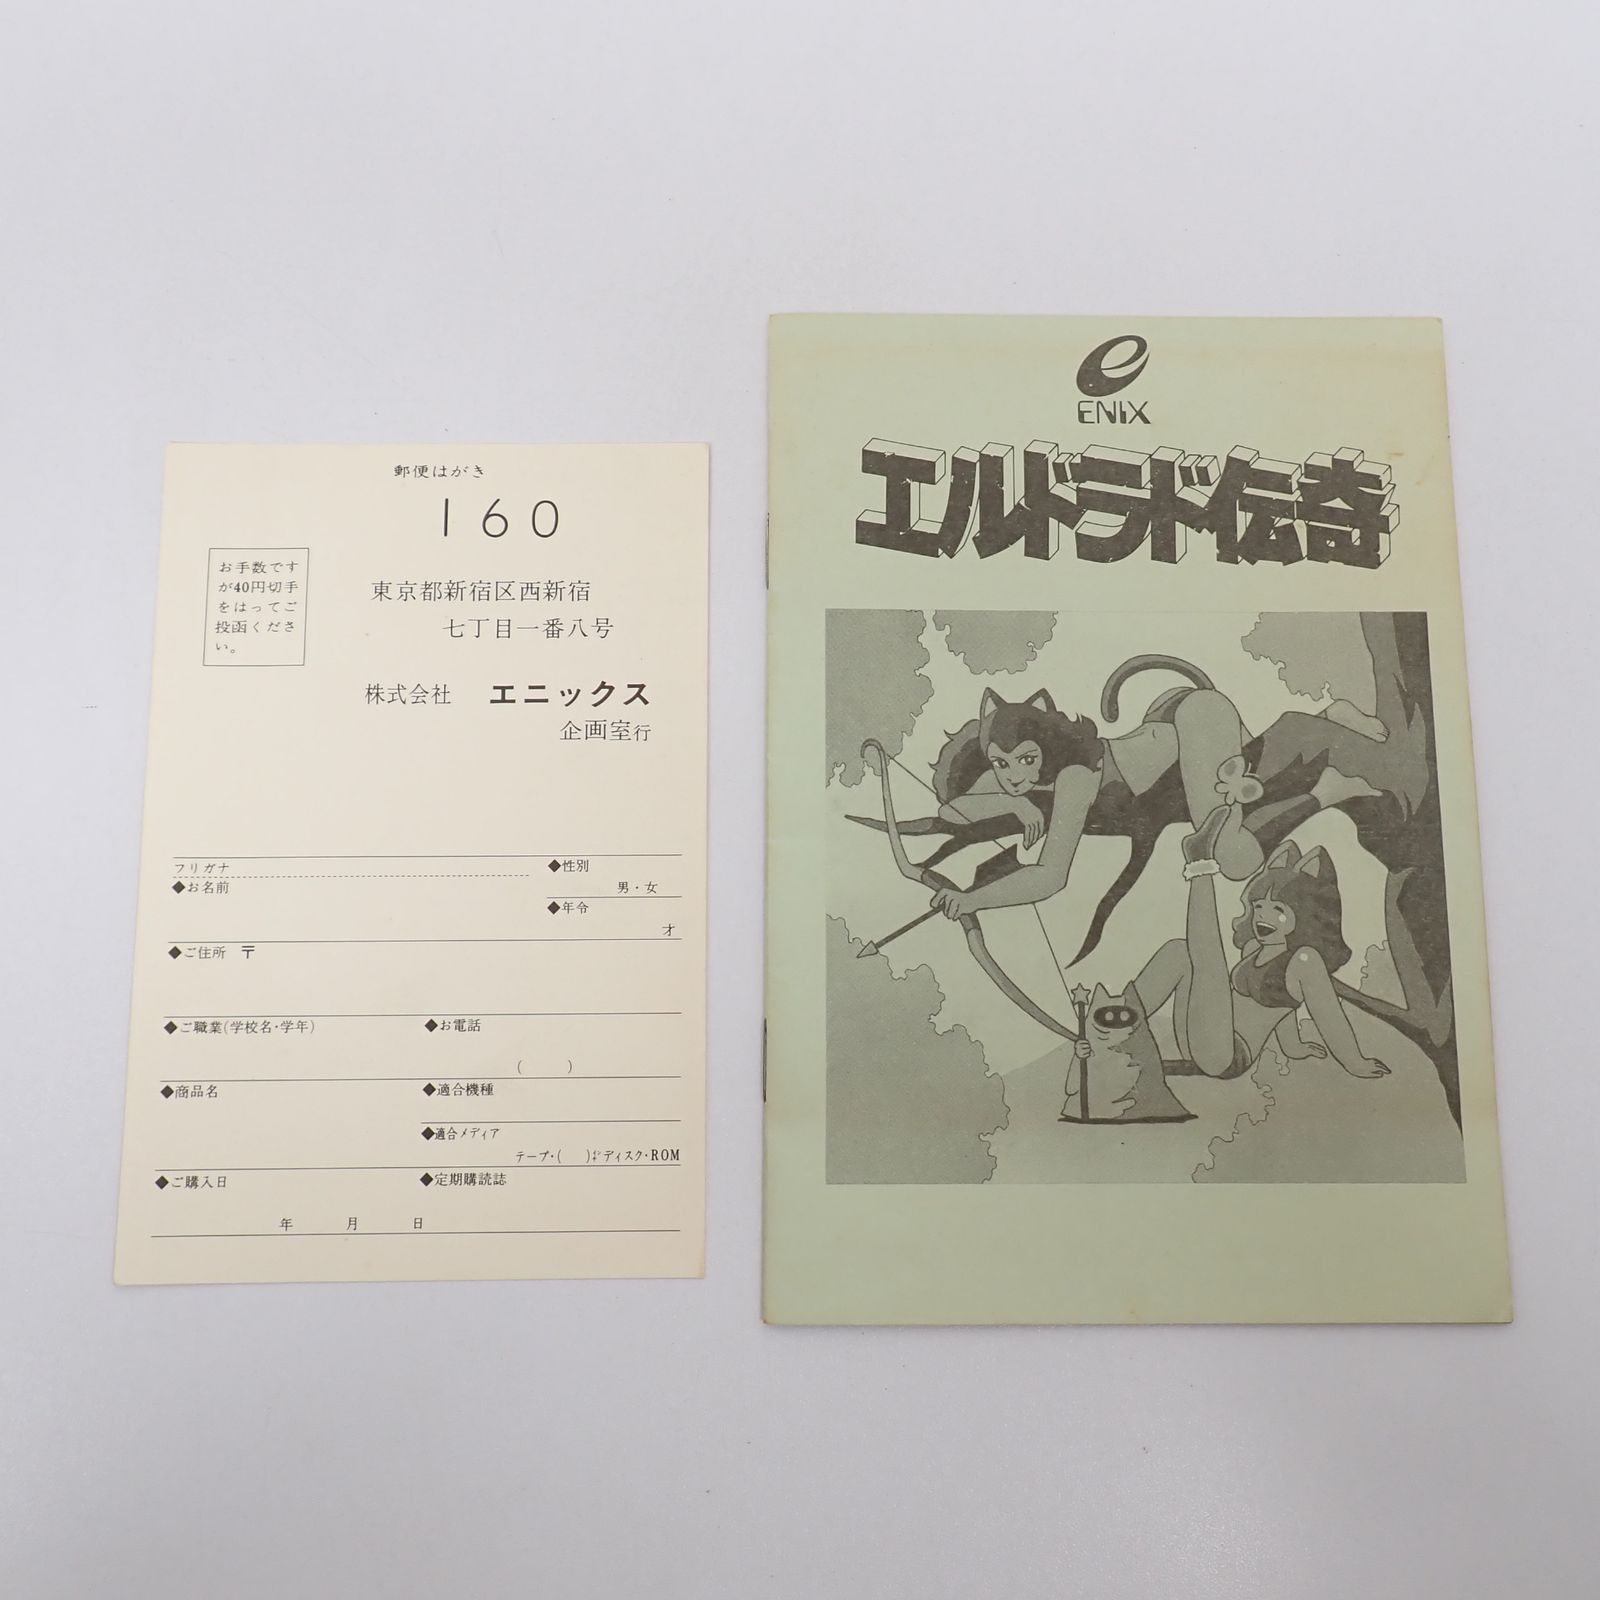 郵便はがき
160
お手数です
が40円切手
をはってご
投函くださ
い。
東京都新宿区西新宿
七丁目一番八号
株式会社 エニックス
企画室行
フリガナ
◆お名前
◆性別
男・女
◆年令
才
◆ご住所 〒
◆ご職業(学校名・学年)
◆お電話
( )
◆商品名
◆適合機種
◆適合メディア
テープ・( )㌅ディスク・ROM
◆ご購入日
年 月 日
◆定期購読誌
e
ENIX
エルドラド伝奇